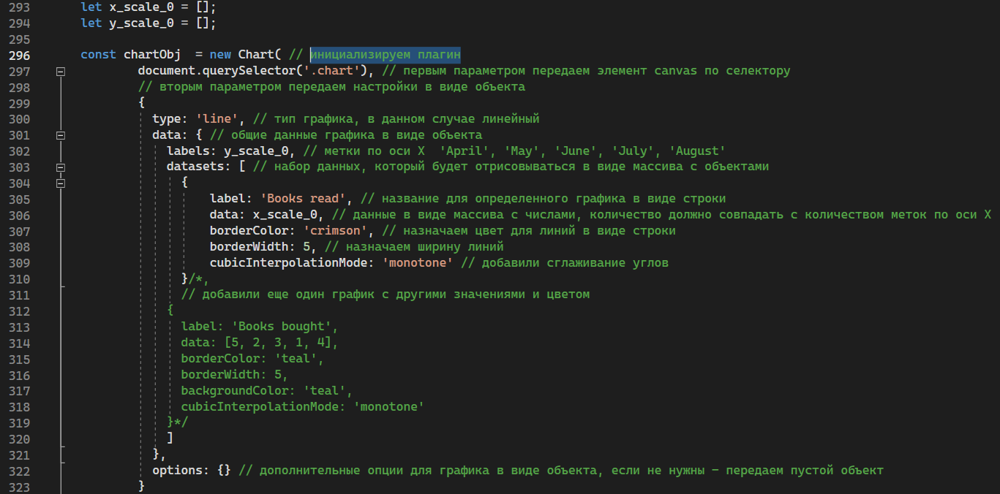 293 let x_scale_0 = [];
294 let y_scale_0 = [];
295
296 const chartObj  = new Chart( // инициализируем плагин
297 document.querySelector('.chart'), // первым параметром передаем элемент canvas по селектору
298 // вторым параметром передаем настройки в виде объекта
299 {
300 type: 'line', // тип графика, в данном случае линейный
301 data: { // общие данные графика в виде объекта
302 labels: y_scale_0, // метки по оси X  'April', 'May', 'June', 'July', 'August'
303 datasets: [ // набор данных, который будет отрисовываться в виде массива с объектами
304 {
305 label: 'Books read', // название для определенного графика в виде строки
306 data: x_scale_0, // данные в виде массива с числами, количество должно совпадать с количеством меток по оси X
307 borderColor: 'crimson', // назначаем цвет для линий в виде строки
308 borderWidth: 5, // назначаем ширину линий
309 cubicInterpolationMode: 'monotone' // добавили сглаживание углов
310 }/*,
311 // добавили еще один график с другими значениями и цветом
312 {
313 label: 'Books bought',
314 data: [5, 2, 3, 1, 4],
315 borderColor: 'teal',
316 borderWidth: 5,
317 backgroundColor: 'teal',
318 cubicInterpolationMode: 'monotone'
319 }*/
320 ]
321 },
322 options: {} // дополнительные опции для графика в виде объекта, если не нужны – передаем пустой объект
323 }